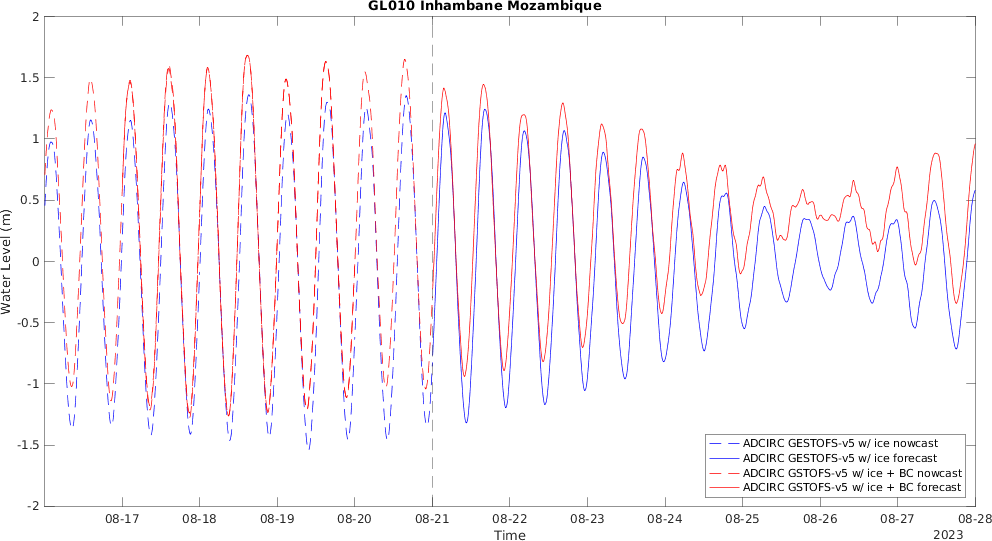 GL010 Inhambane Mozambique
2
1.5
1
0.5
0
-0.5
-1
-1.5
-2
Water Level (m)
ADCIRC GESTOFS-v5 w/ ice nowcast
ADCIRC GESTOFS-v5 w/ ice forecast
ADCIRC GSTOFS-v5 w/ ice + BC nowcast
ADCIRC GSTOFS-v5 w/ ice + BC forecast
08-17 08-18 08-19 08-20 08-21 08-22 08-23 08-24 08-25 08-26 08-27 08-28
Time
2023